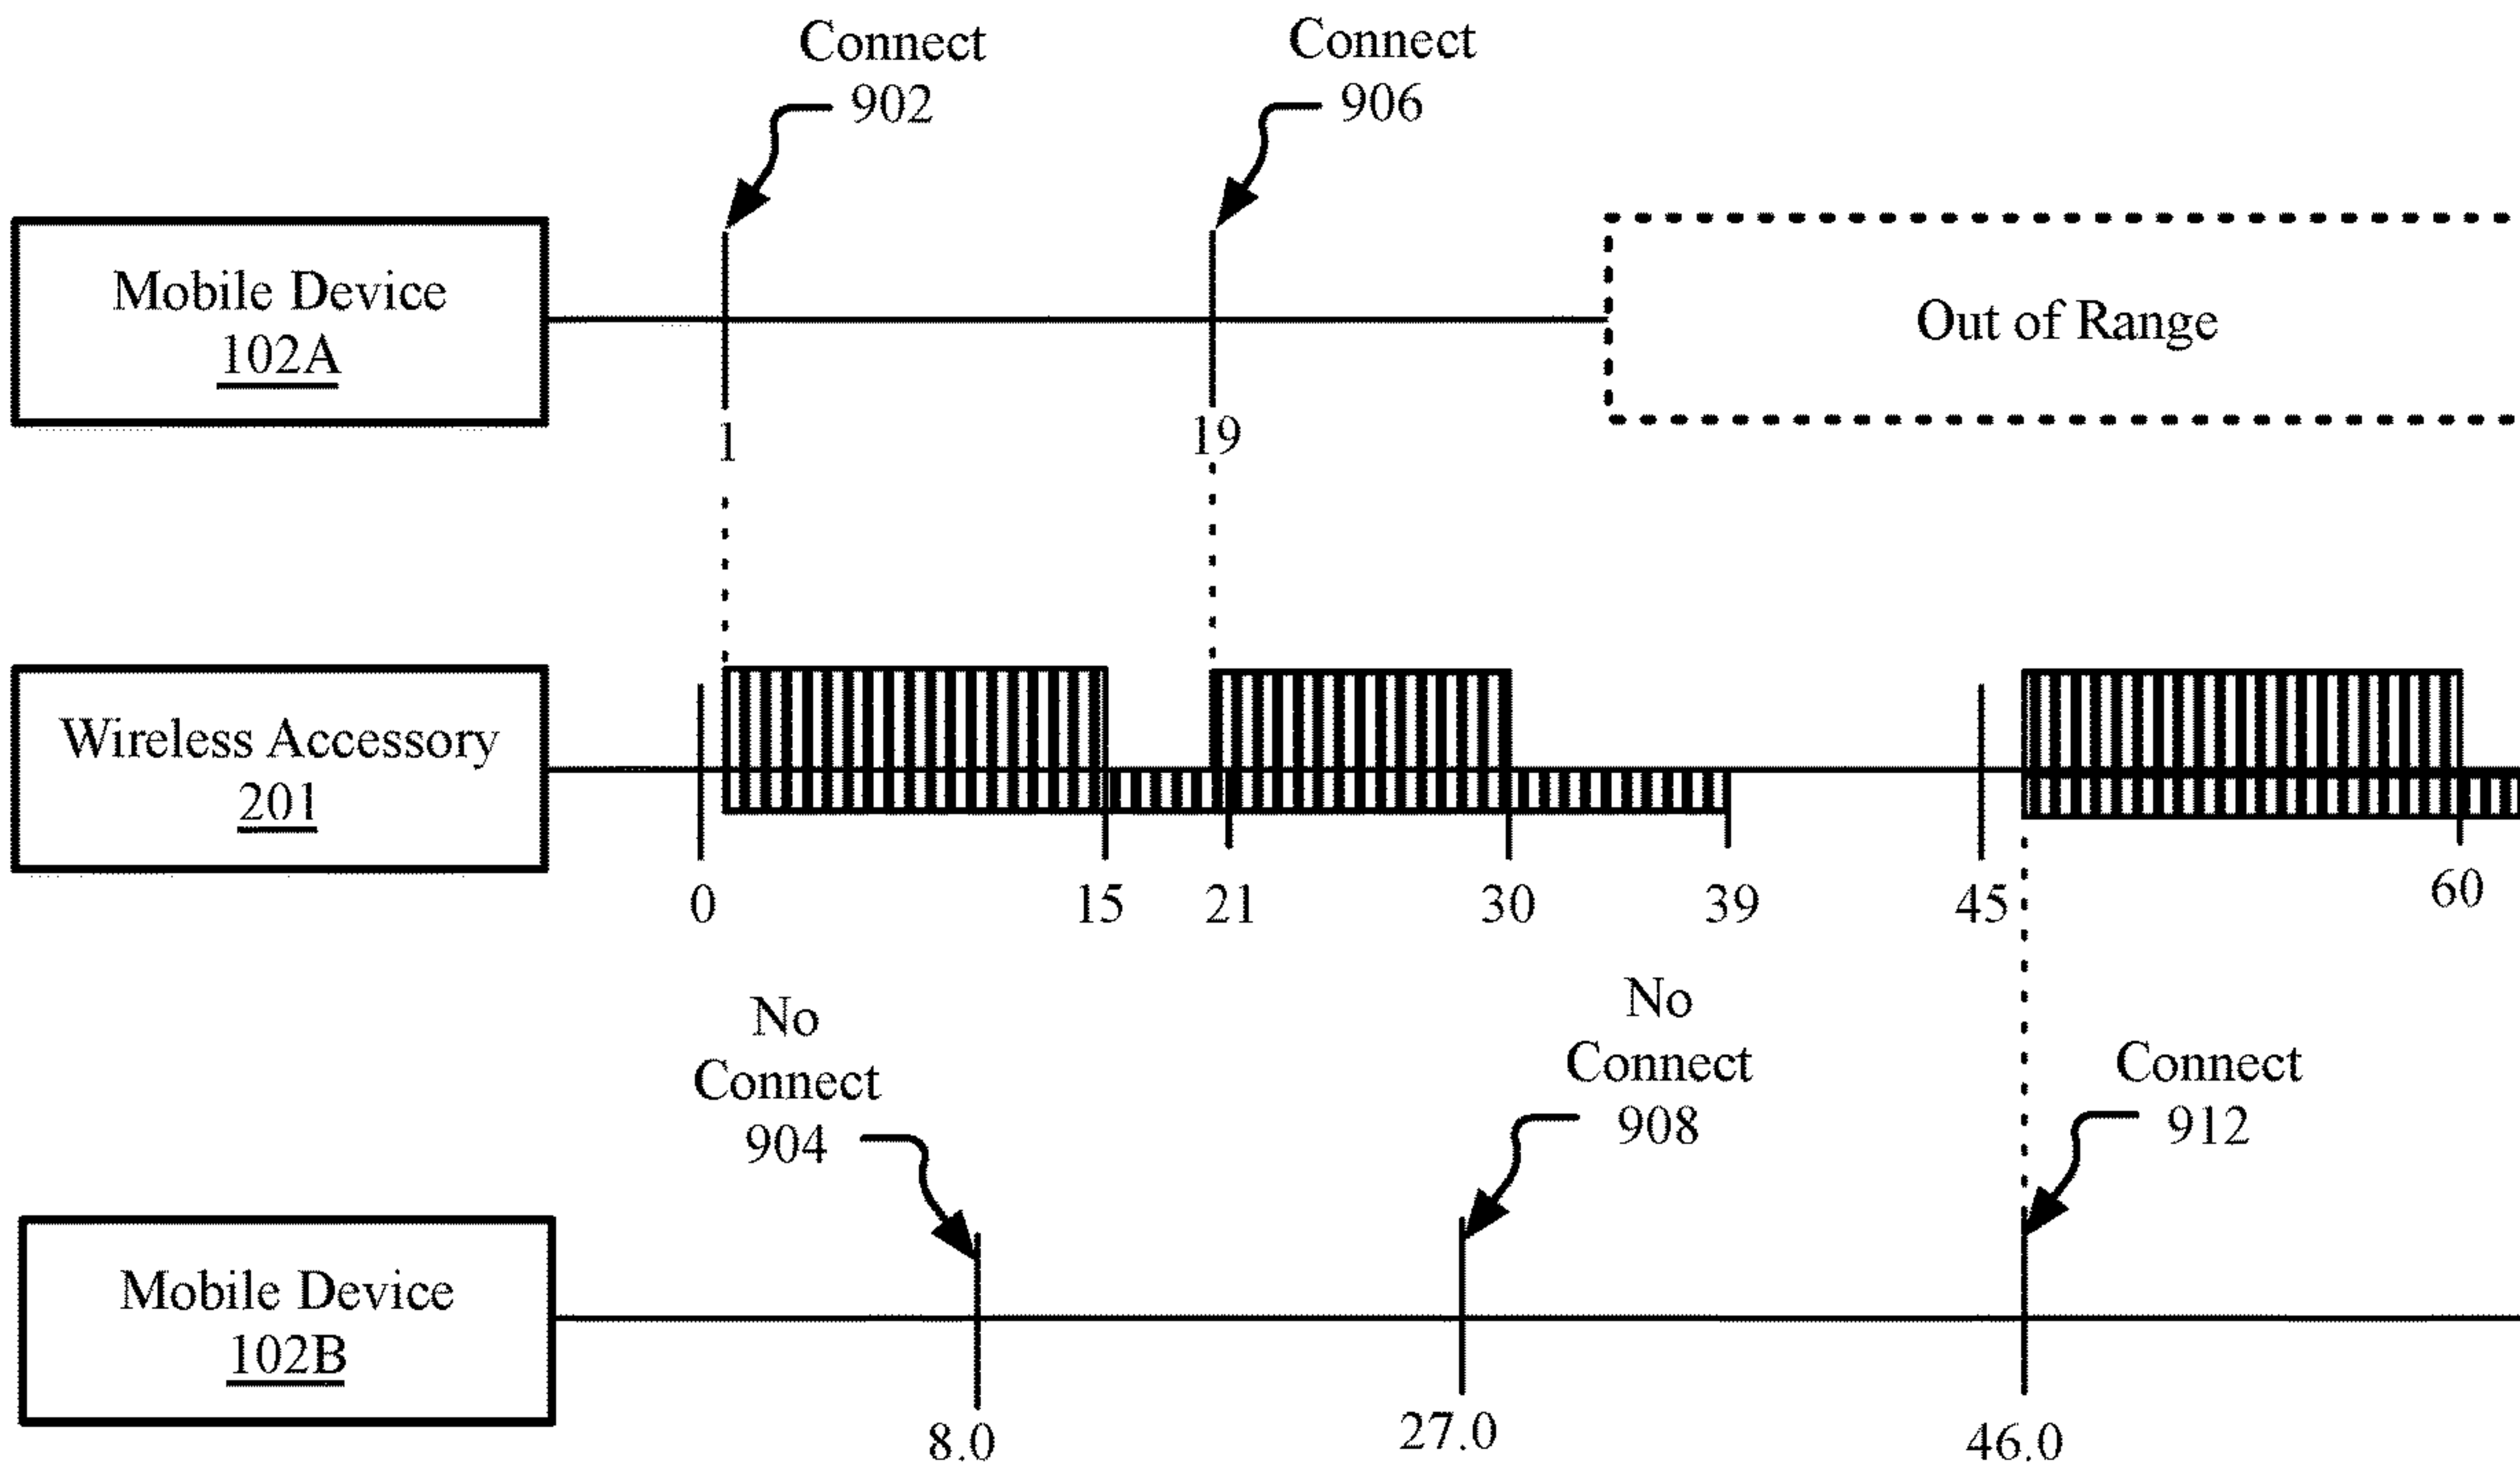 Connect
902
Connect
906
Mobile Device
102A
Out of Range
1
19
Wireless Accessory
201
0
15
21
30
39
45
60
No
Connect
904
No
Connect
908
Connect
912
Mobile Device
102B
8.0
27.0
46.0